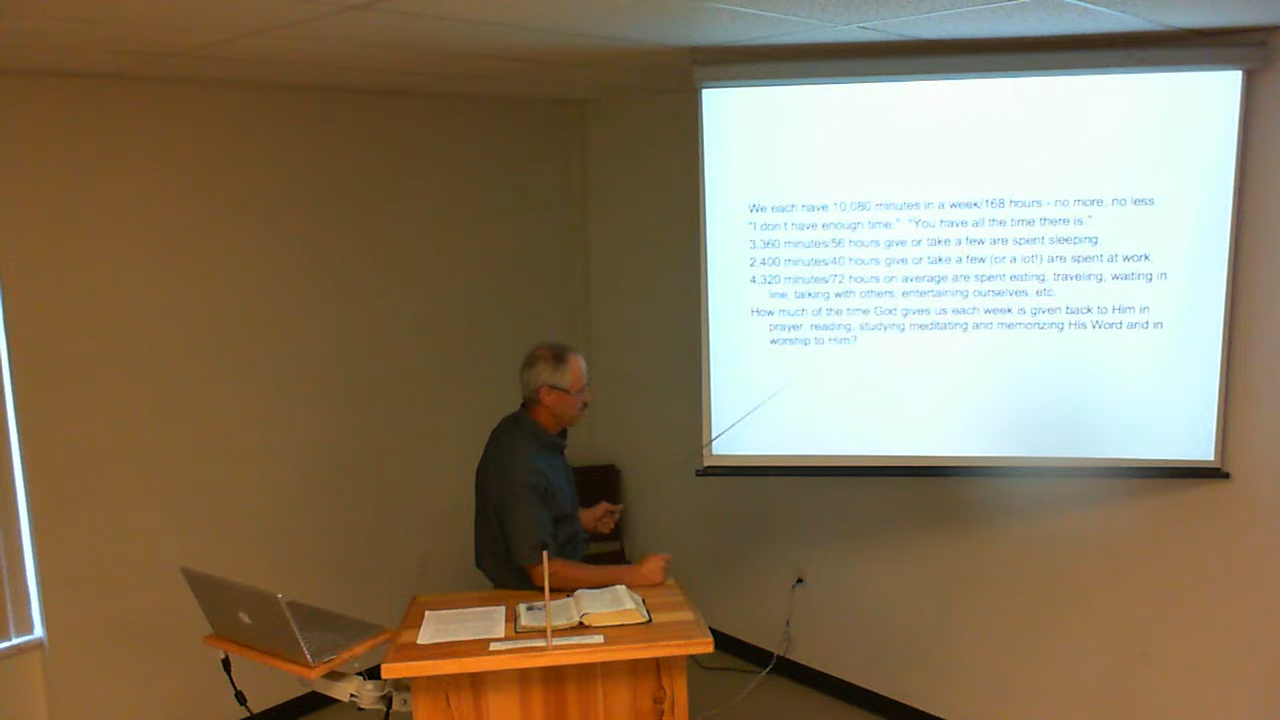 We each have 10,080 minutes in a week/168 hours - no more, no less.
"I don't have enough time." "You have all the time there is."
3,360 minutes/56 hours give or take a few are spent sleeping.
2,400 minutes/40 hours give or take a few (or a lot!) are spent at work.
4,320 minutes/72 hours on average are spent eating, traveling, waiting in
line, talking with others, entertaining ourselves, etc.
How much of the time God gives us each week is given back to Him in
prayer, reading, studying meditating and memorizing His Word and in
worship to Him?